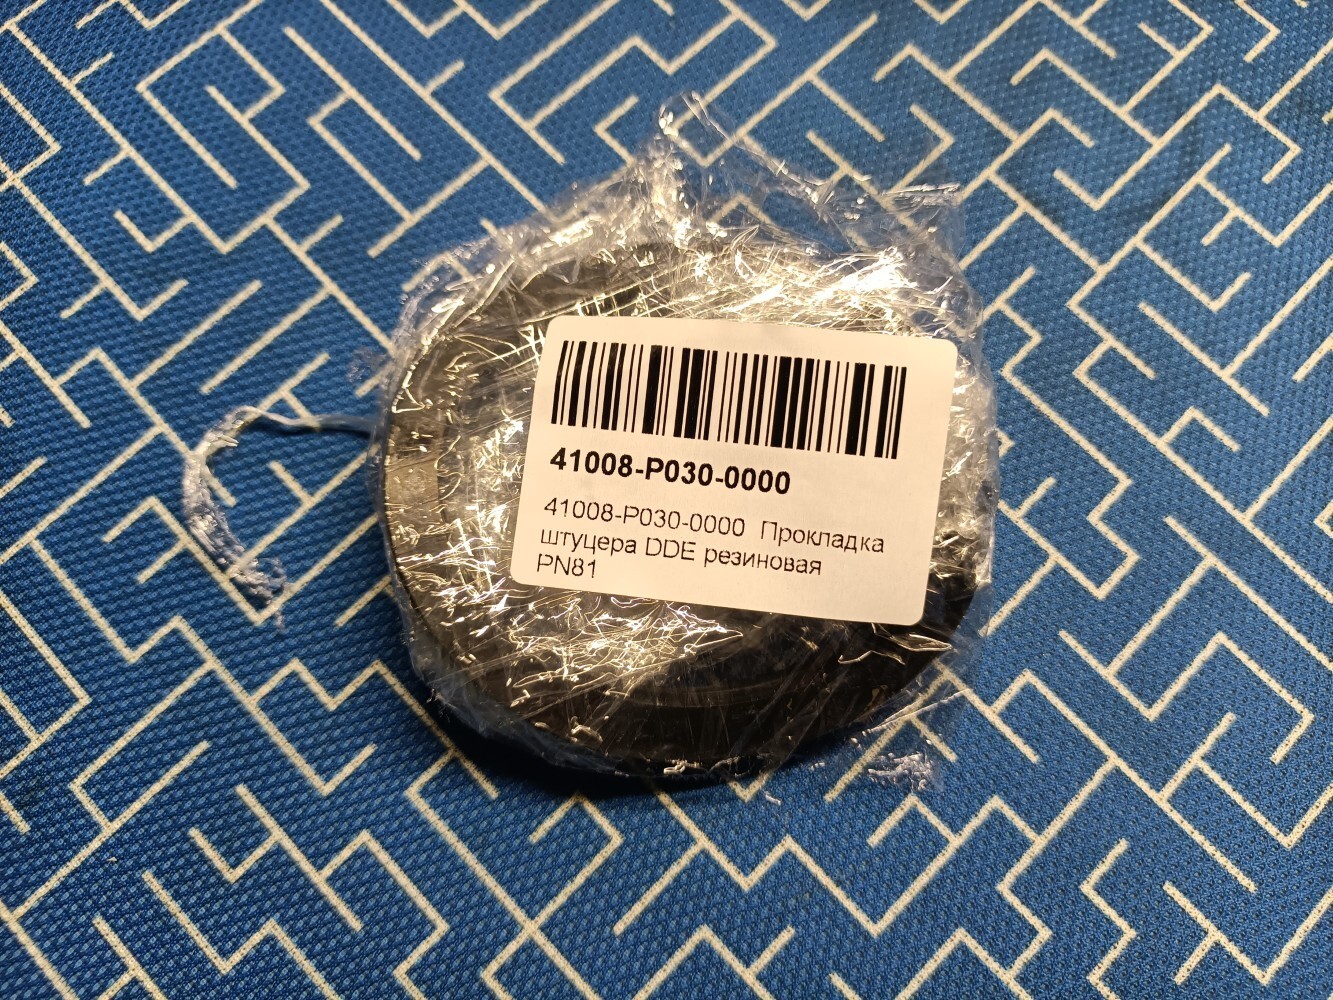 41008-P030-0000
41008-P030-0000 Прокладка
штуцера DDE резиновая
PN81